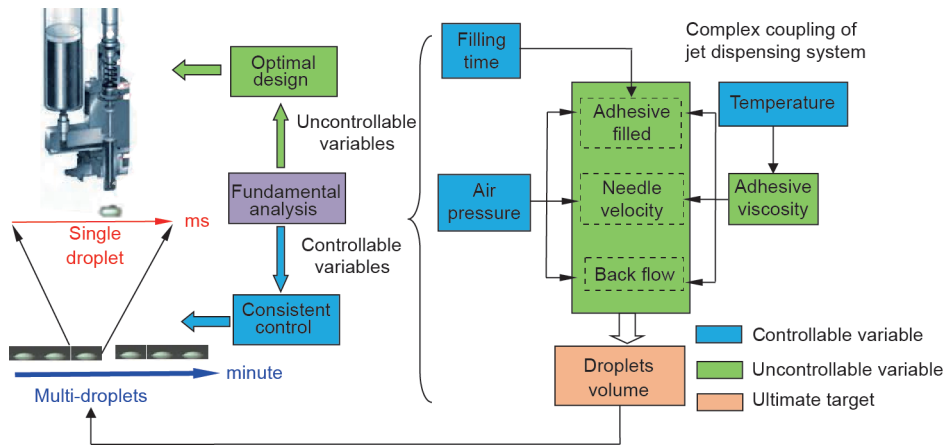 Optimal
design
Uncontrollable
variables
Fundamental
analysis
Controllable
variables
Consistent
control
ms
Single
droplet
minute
Multi-droplets
Filling
time
Complex coupling of
jet dispensing system
Adhesive
filled
Temperature
Air
pressure
Needle
velocity
Adhesive
viscosity
Back flow
Droplets
volume
Controllable variable
Uncontrollable variable
Ultimate target